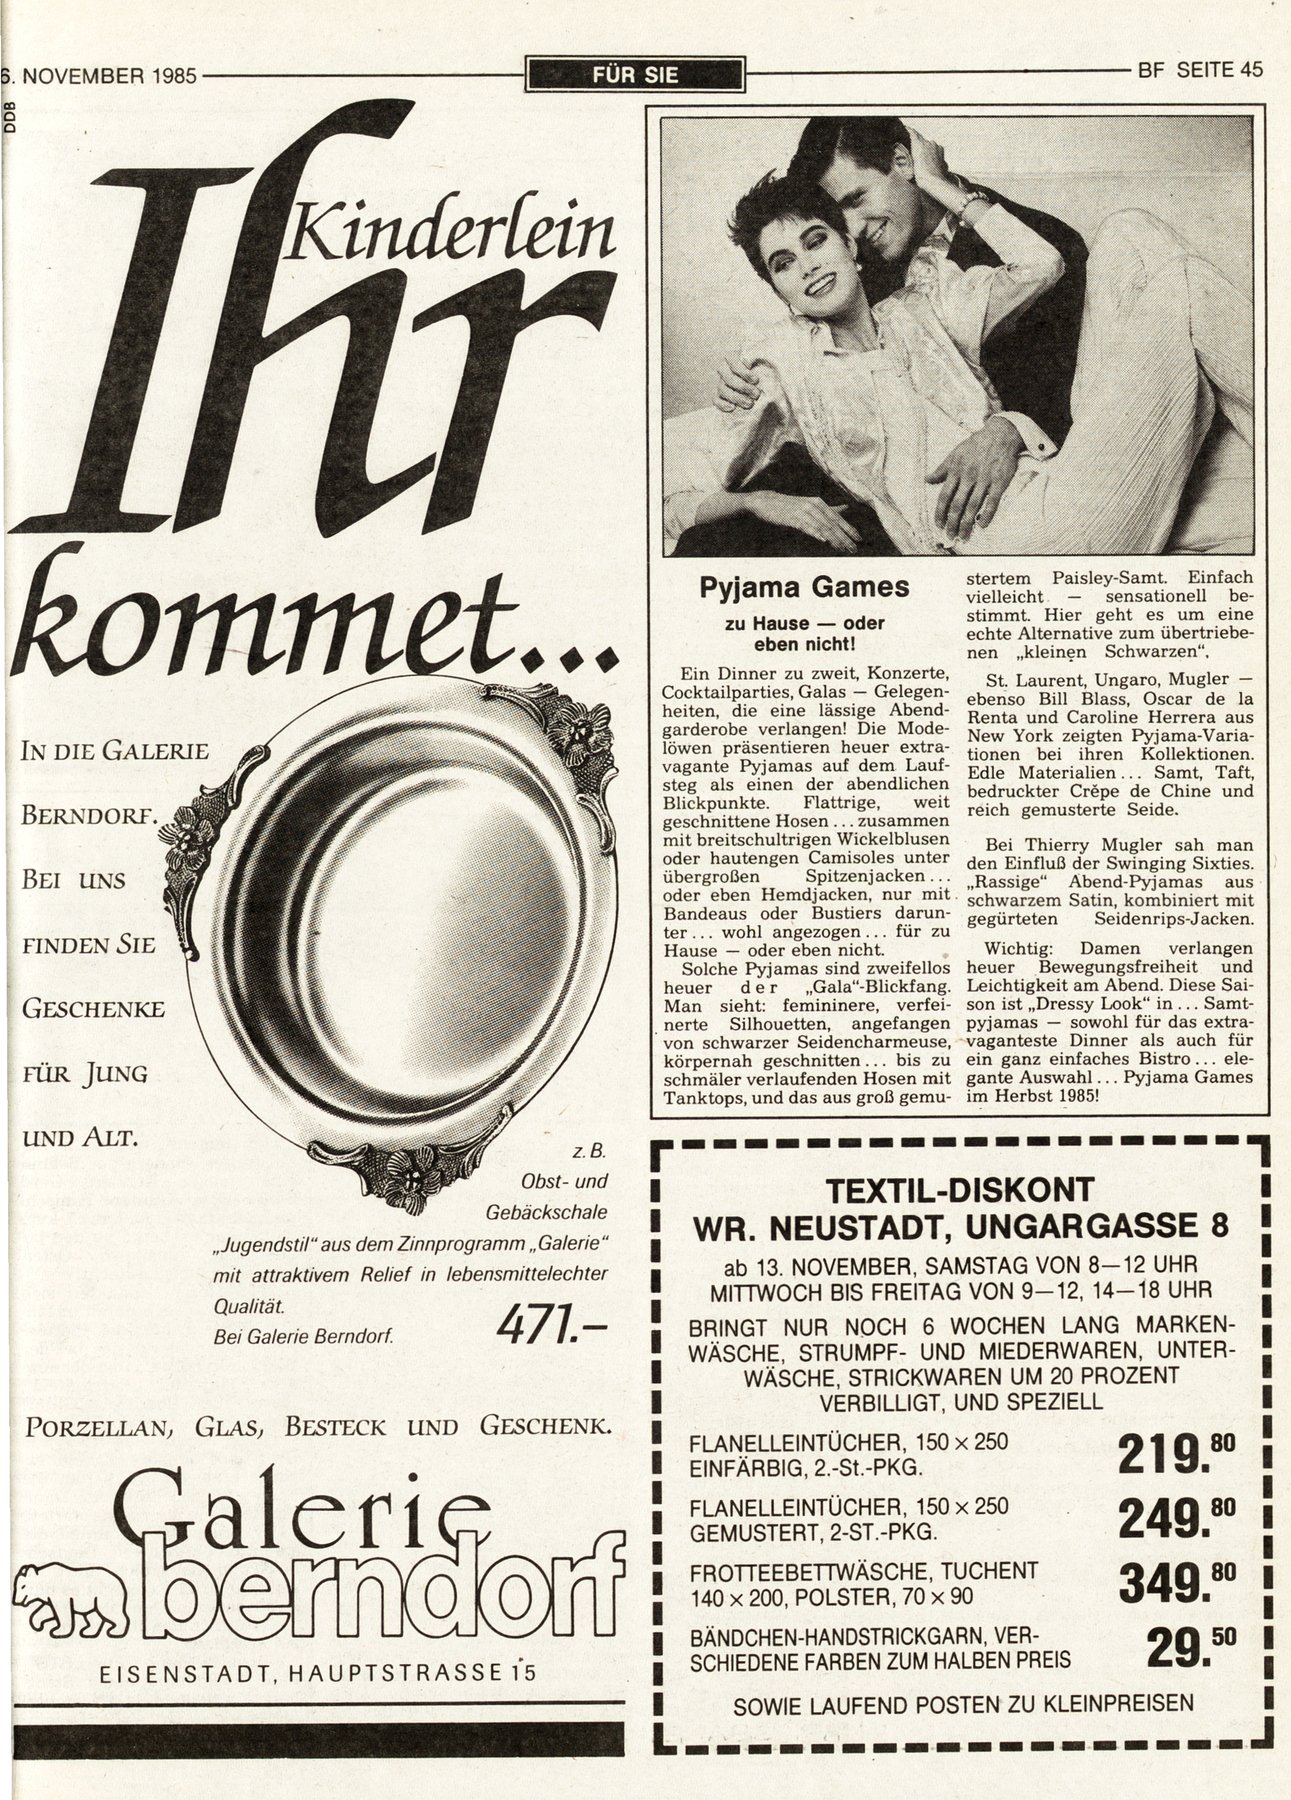 6. NOVEMBER 1985
FÜR SIE
BF SEITE 45
DDB
Ihr
Kinderlein
kommet...
IN DIE GALERIE
BERNDORF.
BEI UNS
FINDEN SIE
GESCHENKE
FÜR JUNG
UND ALT.
z. B.
Obst- und
Gebäckschale
„Jugendstil“ aus dem Zinnprogramm „Galerie“
mit attraktivem Relief in lebensmittelechter
Qualität.
Bei Galerie Berndorf.
471.–
PORZELLAN, GLAS, BESTECK UND GESCHENK.
Galerie
berndorf
EISENSTADT, HAUPTSTRASSE 15
Pyjama Games
zu Hause — oder
eben nicht!
Ein Dinner zu zweit, Konzerte,
Cocktailparties, Galas — Gelegen-
heiten, die eine lässige Abend-
garderobe verlangen! Die Mode-
löwen präsentieren heuer extra-
vagante Pyjamas auf dem Lauf-
steg als einen der abendlichen
Blickpunkte. Flattrige, weit
geschnittene Hosen ... zusammen
mit breitschultrigen Wickelblusen
oder hautengen Camisoles unter
übergroßen Spitzenjacken ...
oder eben Hemdjacken, nur mit
Bandeaus oder Bustiers darun-
ter ... wohl angezogen ... für zu
Hause — oder eben nicht.
Solche Pyjamas sind zweifellos
heuer der „Gala“-Blickfang.
Man sieht: femininere, verfei-
nerte Silhouetten, angefangen
von schwarzer Seidencharmeuse,
körpernah geschnitten ... bis zu
schmäler verlaufenden Hosen mit
Tanktops, und das aus groß gemu-
stertem Paisley-Samt. Einfach
vielleicht — sensationell be-
stimmt. Hier geht es um eine
echte Alternative zum übertriebe-
nen „kleinen Schwarzen“.
St. Laurent, Ungaro, Mugler —
ebenso Bill Blass, Oscar de la
Renta und Caroline Herrera aus
New York zeigten Pyjama-Varia-
tionen bei ihren Kollektionen.
Edle Materialien ... Samt, Taft,
bedruckter Crêpe de Chine und
reich gemusterte Seide.
Bei Thierry Mugler sah man
den Einfluß der Swinging Sixties.
„Rassige“ Abend-Pyjamas aus
schwarzem Satin, kombiniert mit
gegürteten Seidenrips-Jacken.
Wichtig: Damen verlangen
heuer Bewegungsfreiheit und
Leichtigkeit am Abend. Diese Sai-
son ist „Dressy Look“ in ... Samt-
pyjamas — sowohl für das extra-
vaganteste Dinner als auch für
ein ganz einfaches Bistro ... ele-
gante Auswahl ... Pyjama Games
im Herbst 1985!
TEXTIL-DISKONT
WR. NEUSTADT, UNGARGASSE 8
ab 13. NOVEMBER, SAMSTAG VON 8—12 UHR
MITTWOCH BIS FREITAG VON 9—12, 14—18 UHR
BRINGT NUR NOCH 6 WOCHEN LANG MARKEN-
WÄSCHE, STRUMPF- UND MIEDERWAREN, UNTER-
WÄSCHE, STRICKWAREN UM 20 PROZENT
VERBILLIGT, UND SPEZIELL
FLANELLEINTÜCHER, 150 × 250
EINFÄRBIG, 2.-St.-PKG. 219.80
FLANELLEINTÜCHER, 150 × 250
GEMUSTERT, 2-ST.-PKG. 249.80
FROTTEEBETTWÄSCHE, TUCHENT
140 × 200, POLSTER, 70 × 90 349.80
BÄNDCHEN-HANDSTRICKGARN, VER-
SCHIEDENE FARBEN ZUM HALBEN PREIS 29.50
SOWIE LAUFEND POSTEN ZU KLEINPREISEN